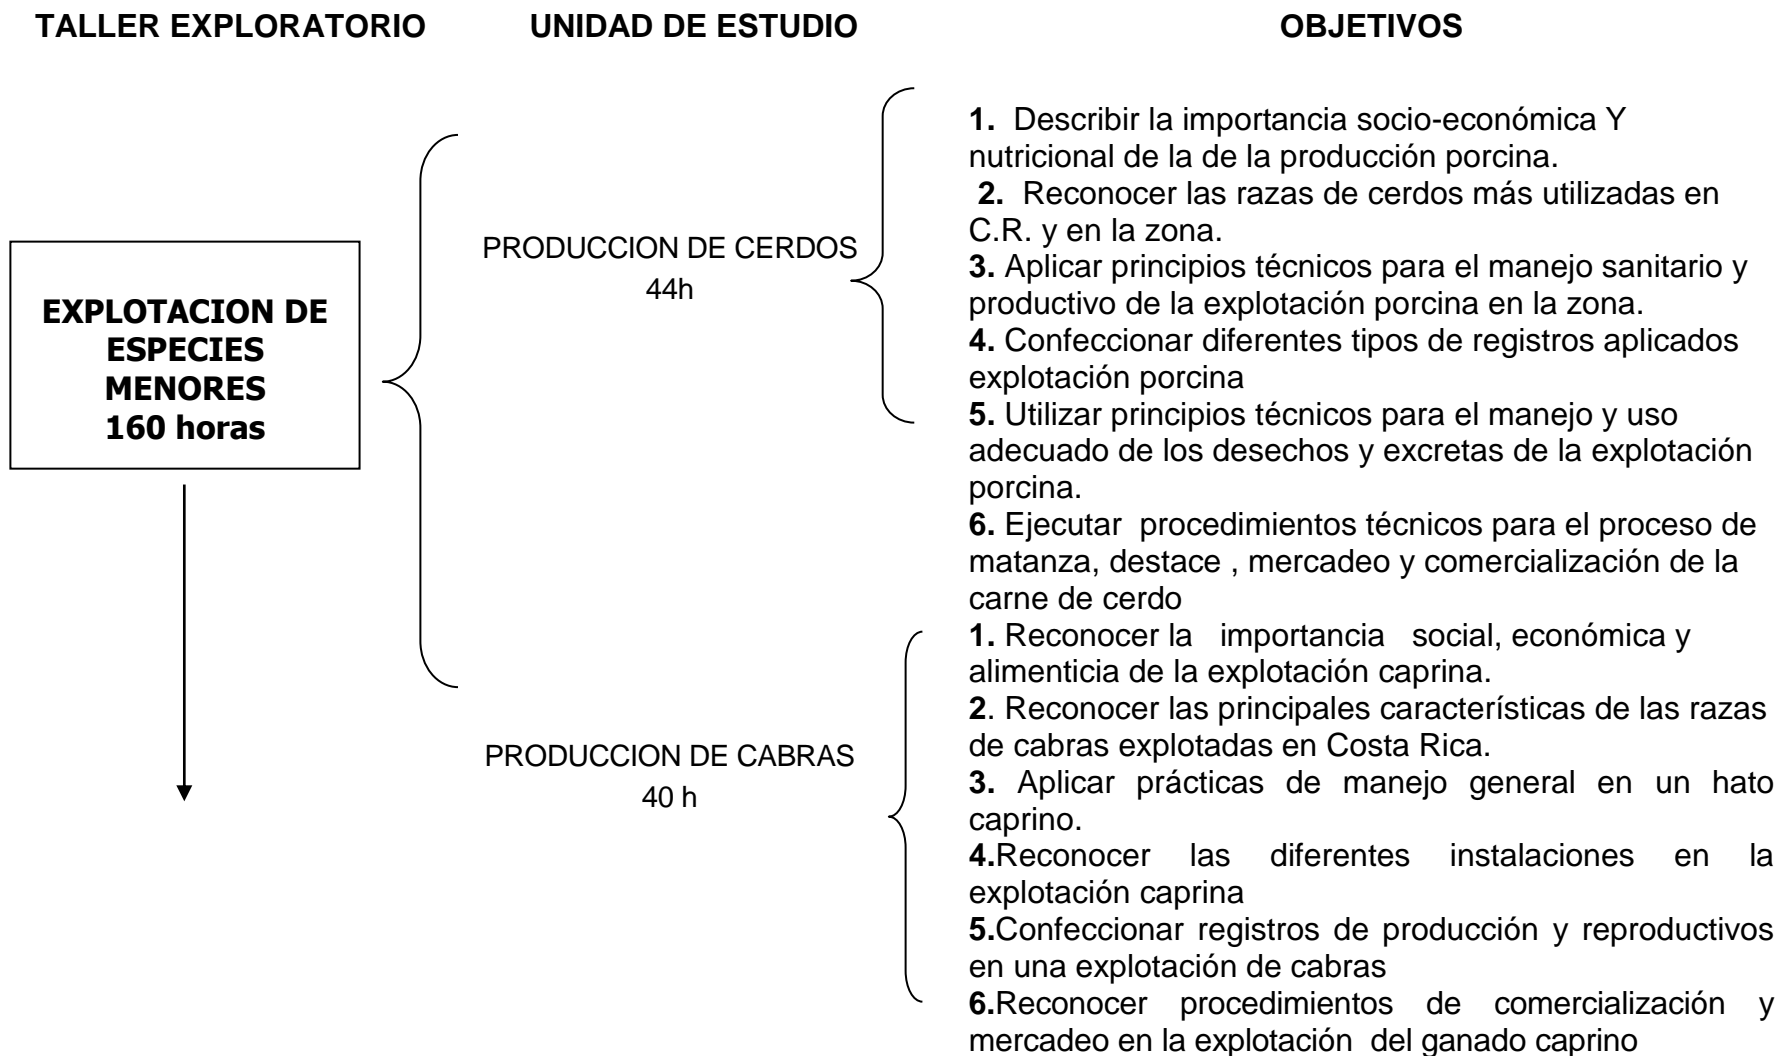 TALLER EXPLORATORIO UNIDAD DE ESTUDIO OBJETIVOS
EXPLOTACION DE
ESPECIES
MENORES
160 horas
PRODUCCION DE CERDOS
44h
1. Describir la importancia socio-económica Y
nutricional de la de la producción porcina.
2. Reconocer las razas de cerdos más utilizadas en
C.R. y en la zona.
3. Aplicar principios técnicos para el manejo sanitario y
productivo de la explotación porcina en la zona.
4. Confeccionar diferentes tipos de registros aplicados
explotación porcina
5. Utilizar principios técnicos para el manejo y uso
adecuado de los desechos y excretas de la explotación
porcina.
6. Ejecutar procedimientos técnicos para el proceso de
matanza, destace , mercadeo y comercialización de la
carne de cerdo
PRODUCCION DE CABRAS
40 h
1. Reconocer la importancia social, económica y
alimenticia de la explotación caprina.
2. Reconocer las principales características de las razas
de cabras explotadas en Costa Rica.
3. Aplicar prácticas de manejo general en un hato
caprino.
4.Reconocer las diferentes instalaciones en la
explotación caprina
5.Confeccionar registros de producción y reproductivos
en una explotación de cabras
6.Reconocer procedimientos de comercialización y
mercadeo en la explotación del ganado caprino